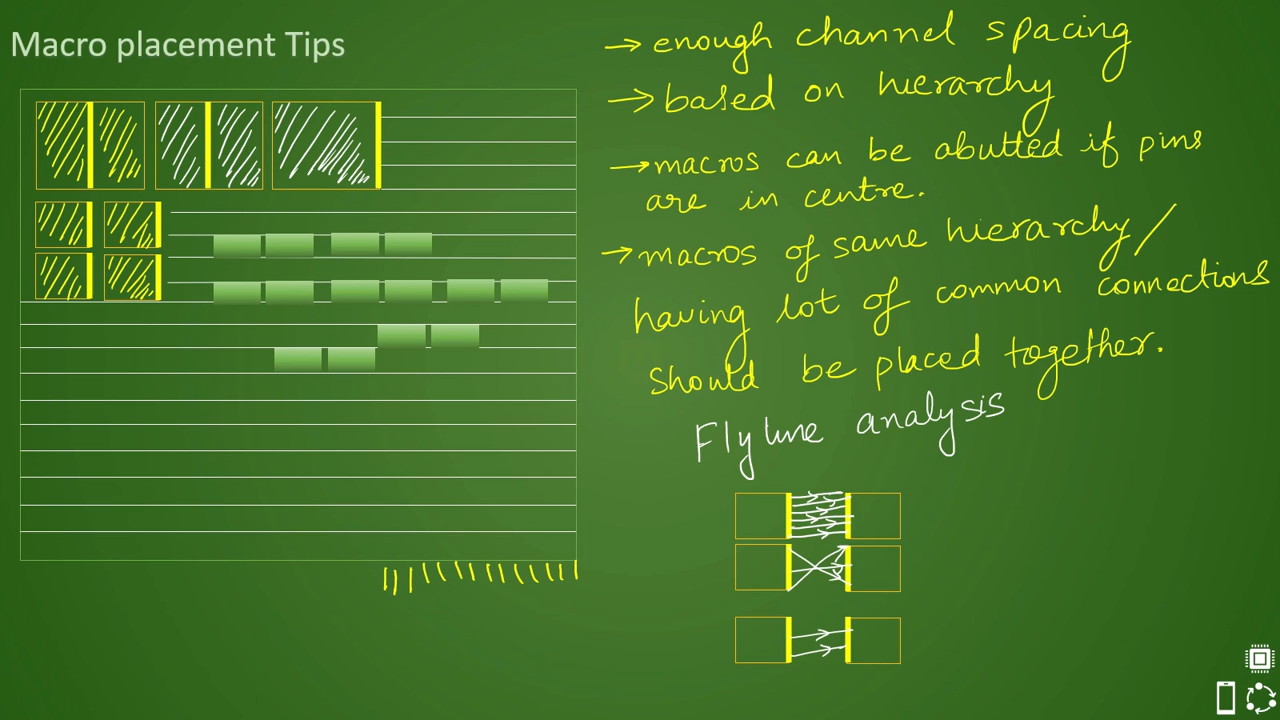 Macro placement Tips
→ enough channel spacing
→ based on hierarchy
→ macros can be abutted if pins
are in centre.
→ macros of same hierarchy/
having lot of common connections
should be placed together.
Flyline analysis